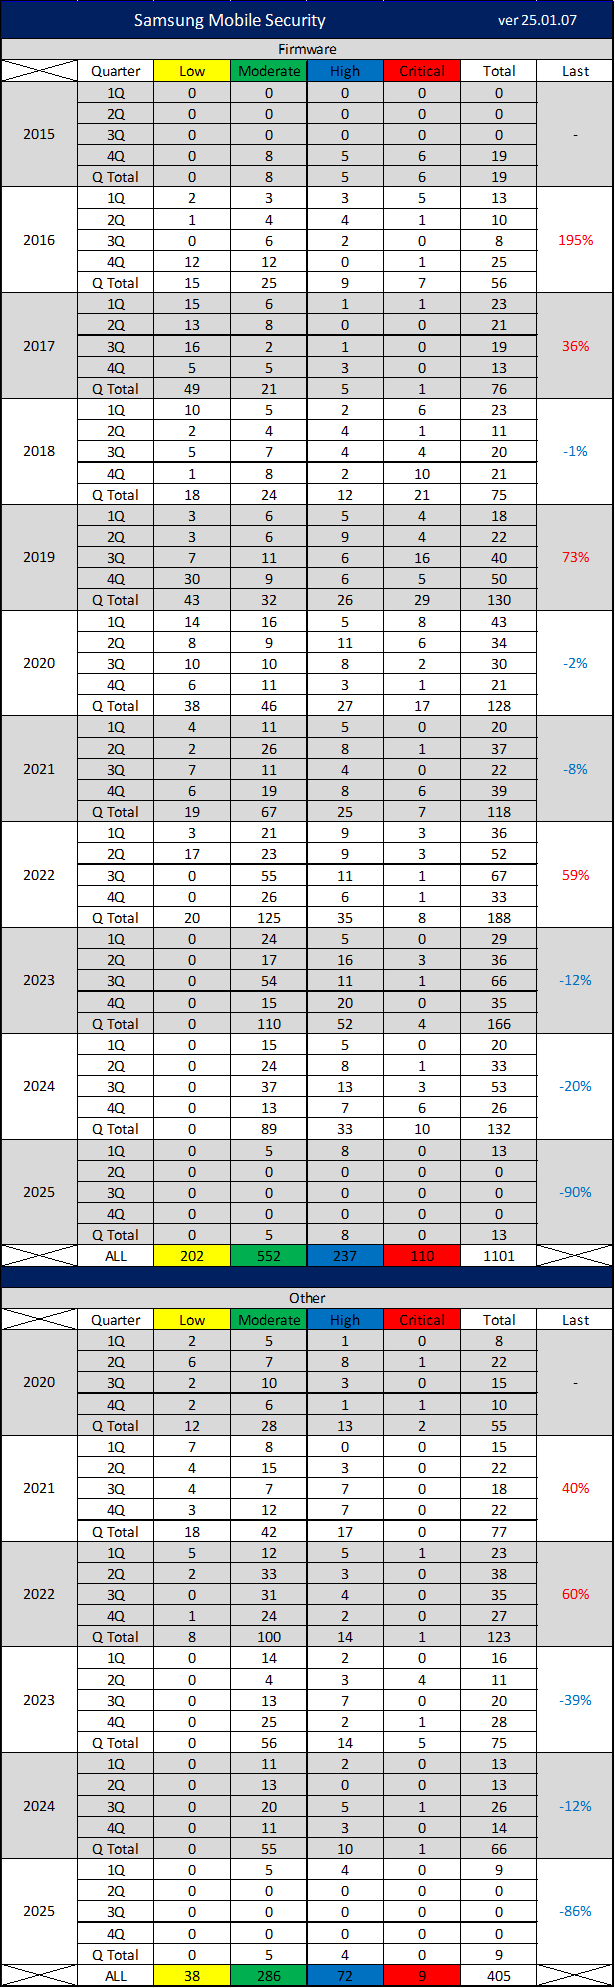 Samsung Mobile Security ver 25.01.07
Firmware
Quarter Low Moderate High Critical Total Last
2015 1Q 0 0 0 0 0 -
2Q 0 0 0 0 0
3Q 0 0 0 0 0
4Q 0 8 5 6 19
Q Total 0 8 5 6 19
2016 1Q 2 3 3 5 13 195%
2Q 1 4 4 1 10
3Q 0 6 2 0 8
4Q 12 12 0 1 25
Q Total 15 25 9 7 56
2017 1Q 15 6 1 1 23 36%
2Q 13 8 0 0 21
3Q 16 2 1 0 19
4Q 5 5 3 0 13
Q Total 49 21 5 1 76
2018 1Q 10 5 2 6 23 -1%
2Q 2 4 4 1 11
3Q 5 7 4 4 20
4Q 1 8 2 10 21
Q Total 18 24 12 21 75
2019 1Q 3 6 5 4 18 73%
2Q 3 6 9 4 22
3Q 7 11 6 16 40
4Q 30 9 6 5 50
Q Total 43 32 26 29 130
2020 1Q 14 16 5 8 43 -2%
2Q 8 9 11 6 34
3Q 10 10 8 2 30
4Q 6 11 3 1 21
Q Total 38 46 27 17 128
2021 1Q 4 11 5 0 20 -8%
2Q 2 26 8 1 37
3Q 7 11 4 0 22
4Q 6 19 8 6 39
Q Total 19 67 25 7 118
2022 1Q 3 21 9 3 36 59%
2Q 17 23 9 3 52
3Q 0 55 11 1 67
4Q 0 26 6 1 33
Q Total 20 125 35 8 188
2023 1Q 0 24 5 0 29 -12%
2Q 0 17 16 3 36
3Q 0 54 11 1 66
4Q 0 15 20 0 35
Q Total 0 110 52 4 166
2024 1Q 0 15 5 0 20 -20%
2Q 0 24 8 1 33
3Q 0 37 13 3 53
4Q 0 13 7 6 26
Q Total 0 89 33 10 132
2025 1Q 0 5 8 0 13 -90%
2Q 0 0 0 0 0
3Q 0 0 0 0 0
4Q 0 0 0 0 0
Q Total 0 5 8 0 13
ALL 202 552 237 110 1101
Other
Quarter Low Moderate High Critical Total Last
2020 1Q 2 5 1 0 8 -
2Q 6 7 8 1 22
3Q 2 10 3 0 15
4Q 2 6 1 1 10
Q Total 12 28 13 2 55
2021 1Q 7 8 0 0 15 40%
2Q 4 15 3 0 22
3Q 4 7 7 0 18
4Q 3 12 7 0 22
Q Total 18 42 17 0 77
2022 1Q 5 12 5 1 23 60%
2Q 2 33 3 0 38
3Q 0 31 4 0 35
4Q 1 24 2 0 27
Q Total 8 100 14 1 123
2023 1Q 0 14 2 0 16 -39%
2Q 0 4 3 4 11
3Q 0 13 7 0 20
4Q 0 25 2 1 28
Q Total 0 56 14 5 75
2024 1Q 0 11 2 0 13 -12%
2Q 0 13 0 0 13
3Q 0 20 5 1 26
4Q 0 11 3 0 14
Q Total 0 55 10 1 66
2025 1Q 0 5 4 0 9 -86%
2Q 0 0 0 0 0
3Q 0 0 0 0 0
4Q 0 0 0 0 0
Q Total 0 5 4 0 9
ALL 38 286 72 9 405